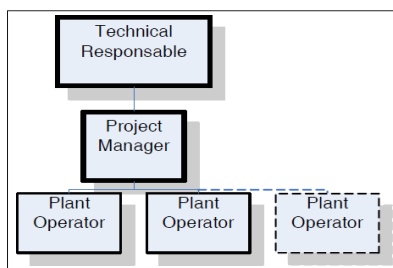 Technical
Responsable
Project
Manager
Plant
Operator
Plant
Operator
Plant
Operator